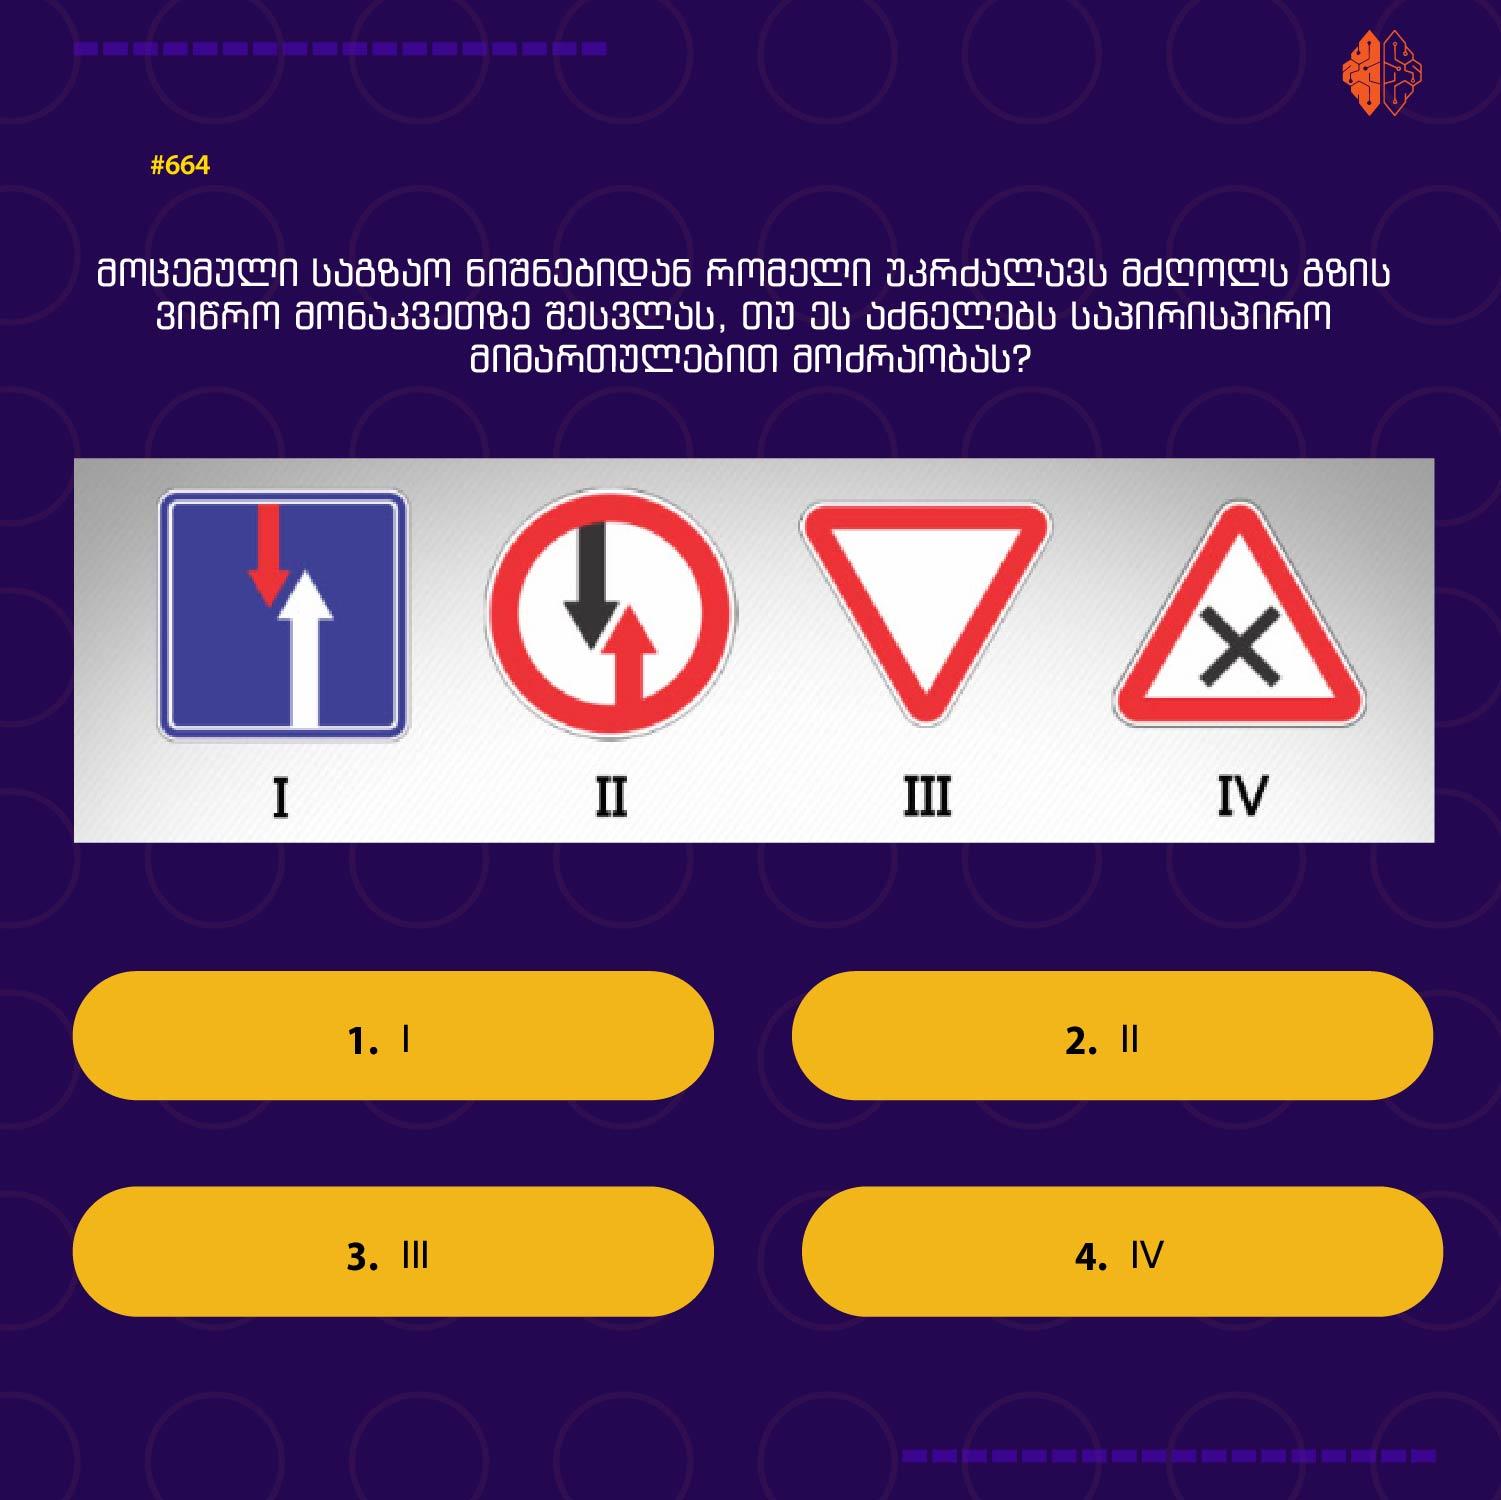 #664
მოცემული საგზაო ნიშნებიდან რომელი უკრძალავს მძღოლს გზის
ვიწრო მონაკვეთზე შესვლას, თუ ეს აძნელებს საპირისპირო
მიმართულებით მოძრაობას?
I II III IV
1. I
2. II
3. III
4. IV